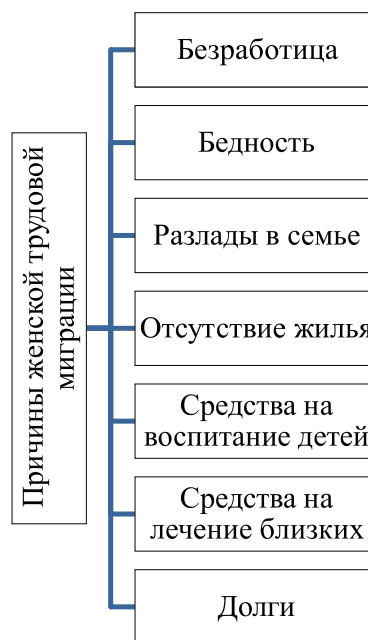 Причины женской трудовой
миграции
Безработица
Бедность
Разлады в семье
Отсутствие жилья
Средства на
воспитание детей
Средства на
лечение близких
Долги